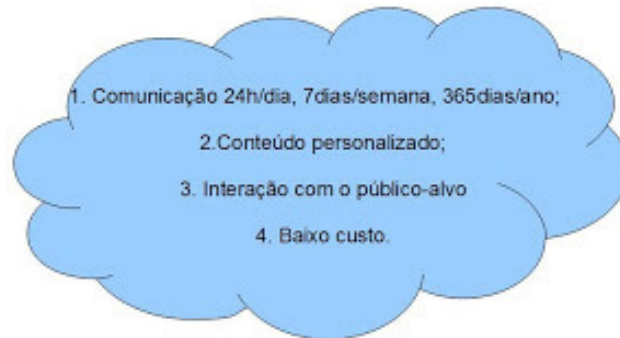 1. Comunicação 24h/dia, 7dias/semana, 365dias/ano;
2.Conteúdo personalizado;
3. Interação com o público-alvo
4. Baixo custo.